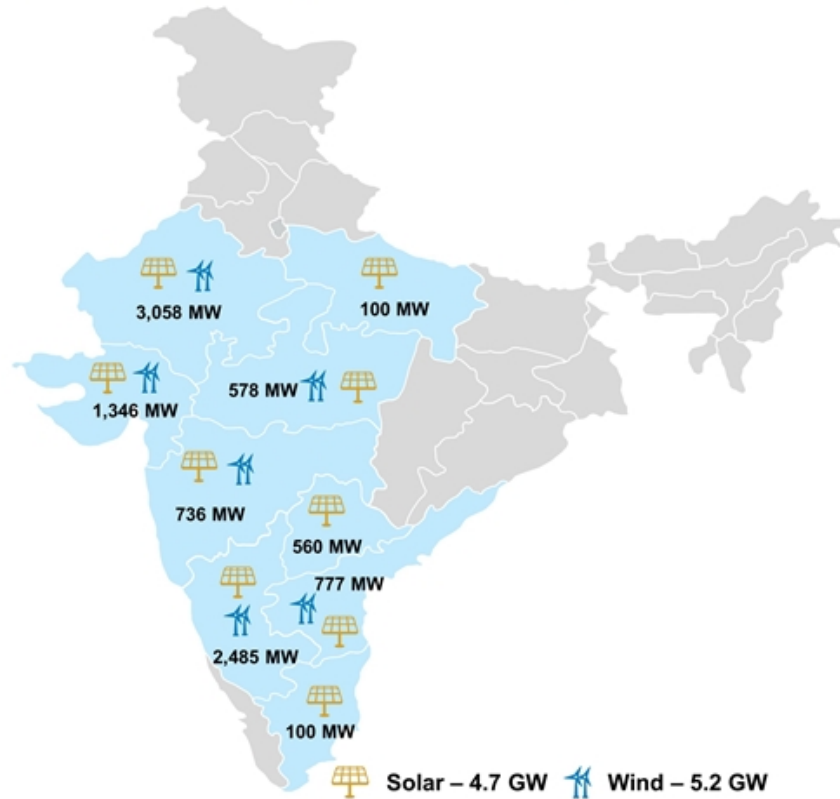 3,058 MW
100 MW
578 MW
1,346 MW
736 MW
560 MW
777 MW
2,485 MW
100 MW
Solar – 4.7 GW Wind – 5.2 GW